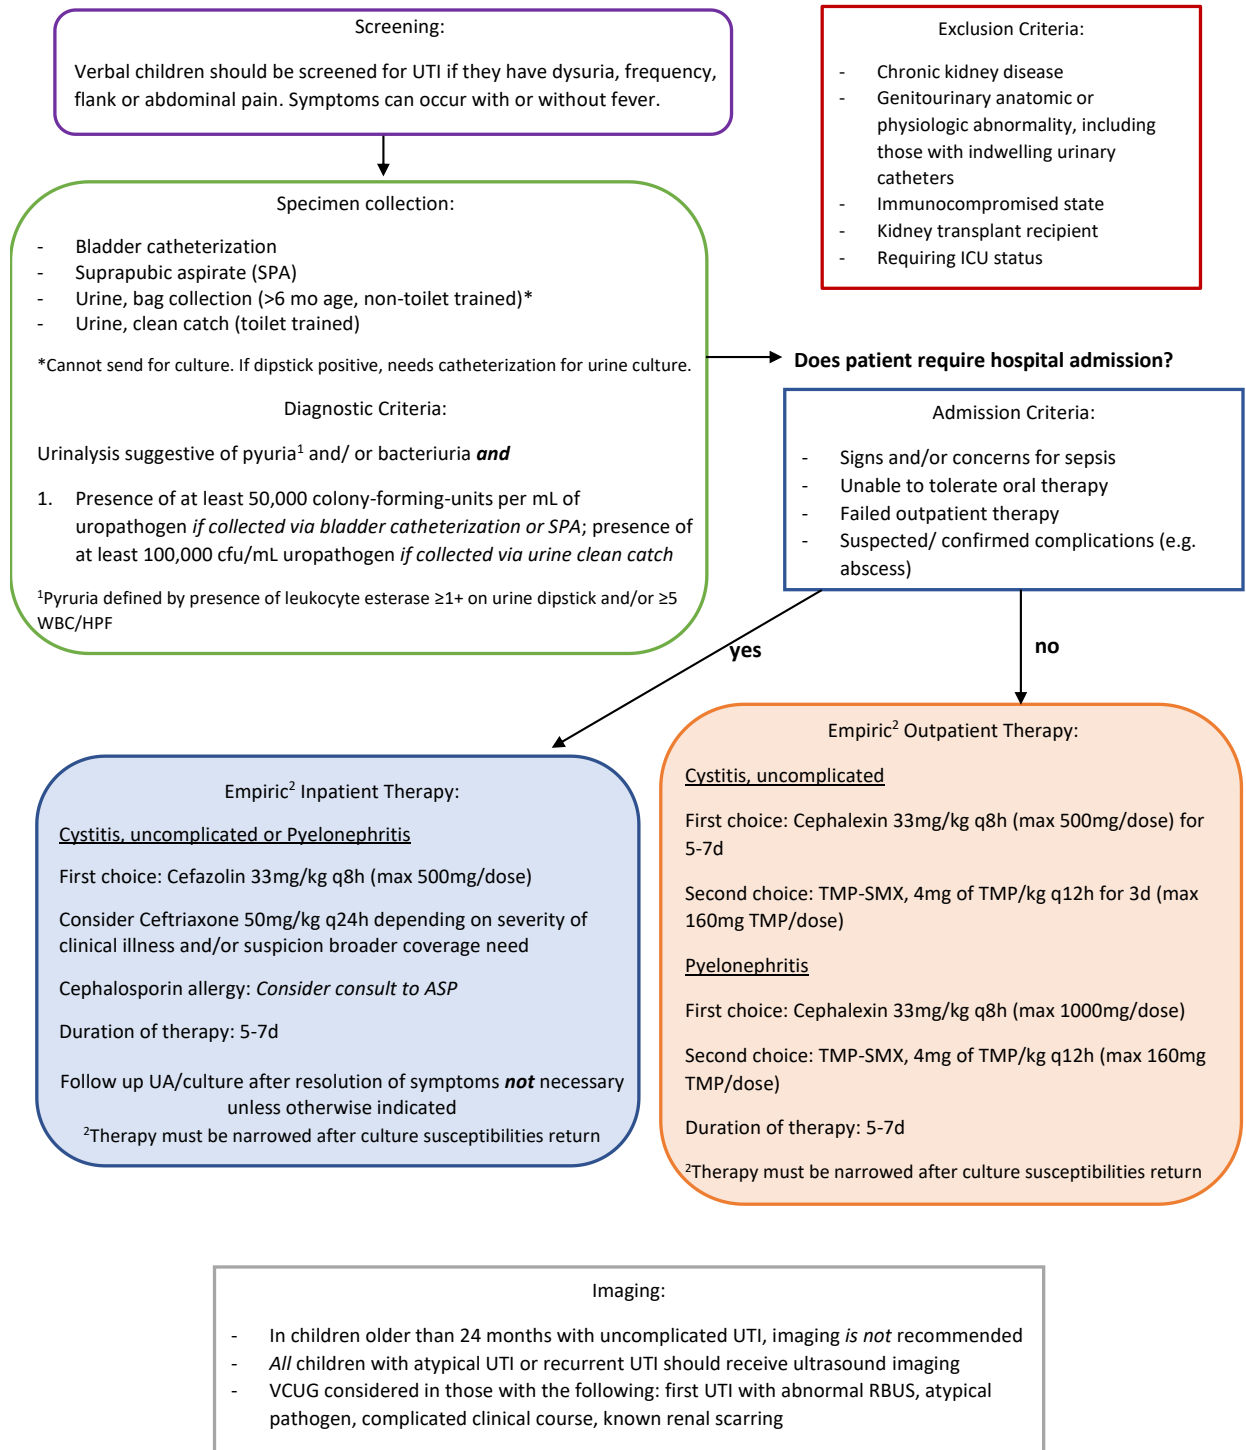 Screening:
Verbal children should be screened for UTI if they have dysuria, frequency,
flank or abdominal pain. Symptoms can occur with or without fever.
Exclusion Criteria:
- Chronic kidney disease
- Genitourinary anatomic or
physiologic abnormality, including
those with indwelling urinary
catheters
- Immunocompromised state
- Kidney transplant recipient
- Requiring ICU status
Specimen collection:
- Bladder catheterization
- Suprapubic aspirate (SPA)
- Urine, bag collection (>6 mo age, non-toilet trained)*
- Urine, clean catch (toilet trained)
*Cannot send for culture. If dipstick positive, needs catheterization for urine culture.
Diagnostic Criteria:
Urinalysis suggestive of pyuria¹ and/ or bacteriuria and
1. Presence of at least 50,000 colony-forming-units per mL of
uropathogen if collected via bladder catheterization or SPA; presence of
at least 100,000 cfu/mL uropathogen if collected via urine clean catch
¹Pyruria defined by presence of leukocyte esterase ≥1+ on urine dipstick and/or ≥5
WBC/HPF
Does patient require hospital admission?
Admission Criteria:
- Signs and/or concerns for sepsis
- Unable to tolerate oral therapy
- Failed outpatient therapy
- Suspected/ confirmed complications (e.g.
abscess)
yes
no
Empiric² Inpatient Therapy:
Cystitis, uncomplicated or Pyelonephritis
First choice: Cefazolin 33mg/kg q8h (max 500mg/dose)
Consider Ceftriaxone 50mg/kg q24h depending on severity of
clinical illness and/or suspicion broader coverage need
Cephalosporin allergy: Consider consult to ASP
Duration of therapy: 5-7d
Follow up UA/culture after resolution of symptoms not necessary
unless otherwise indicated
²Therapy must be narrowed after culture susceptibilities return
Empiric² Outpatient Therapy:
Cystitis, uncomplicated
First choice: Cephalexin 33mg/kg q8h (max 500mg/dose) for
5-7d
Second choice: TMP-SMX, 4mg of TMP/kg q12h for 3d (max
160mg TMP/dose)
Pyelonephritis
First choice: Cephalexin 33mg/kg q8h (max 1000mg/dose)
Second choice: TMP-SMX, 4mg of TMP/kg q12h (max 160mg
TMP/dose)
Duration of therapy: 5-7d
²Therapy must be narrowed after culture susceptibilities return
Imaging:
- In children older than 24 months with uncomplicated UTI, imaging is not recommended
- All children with atypical UTI or recurrent UTI should receive ultrasound imaging
- VCUG considered in those with the following: first UTI with abnormal RBUS, atypical
pathogen, complicated clinical course, known renal scarring